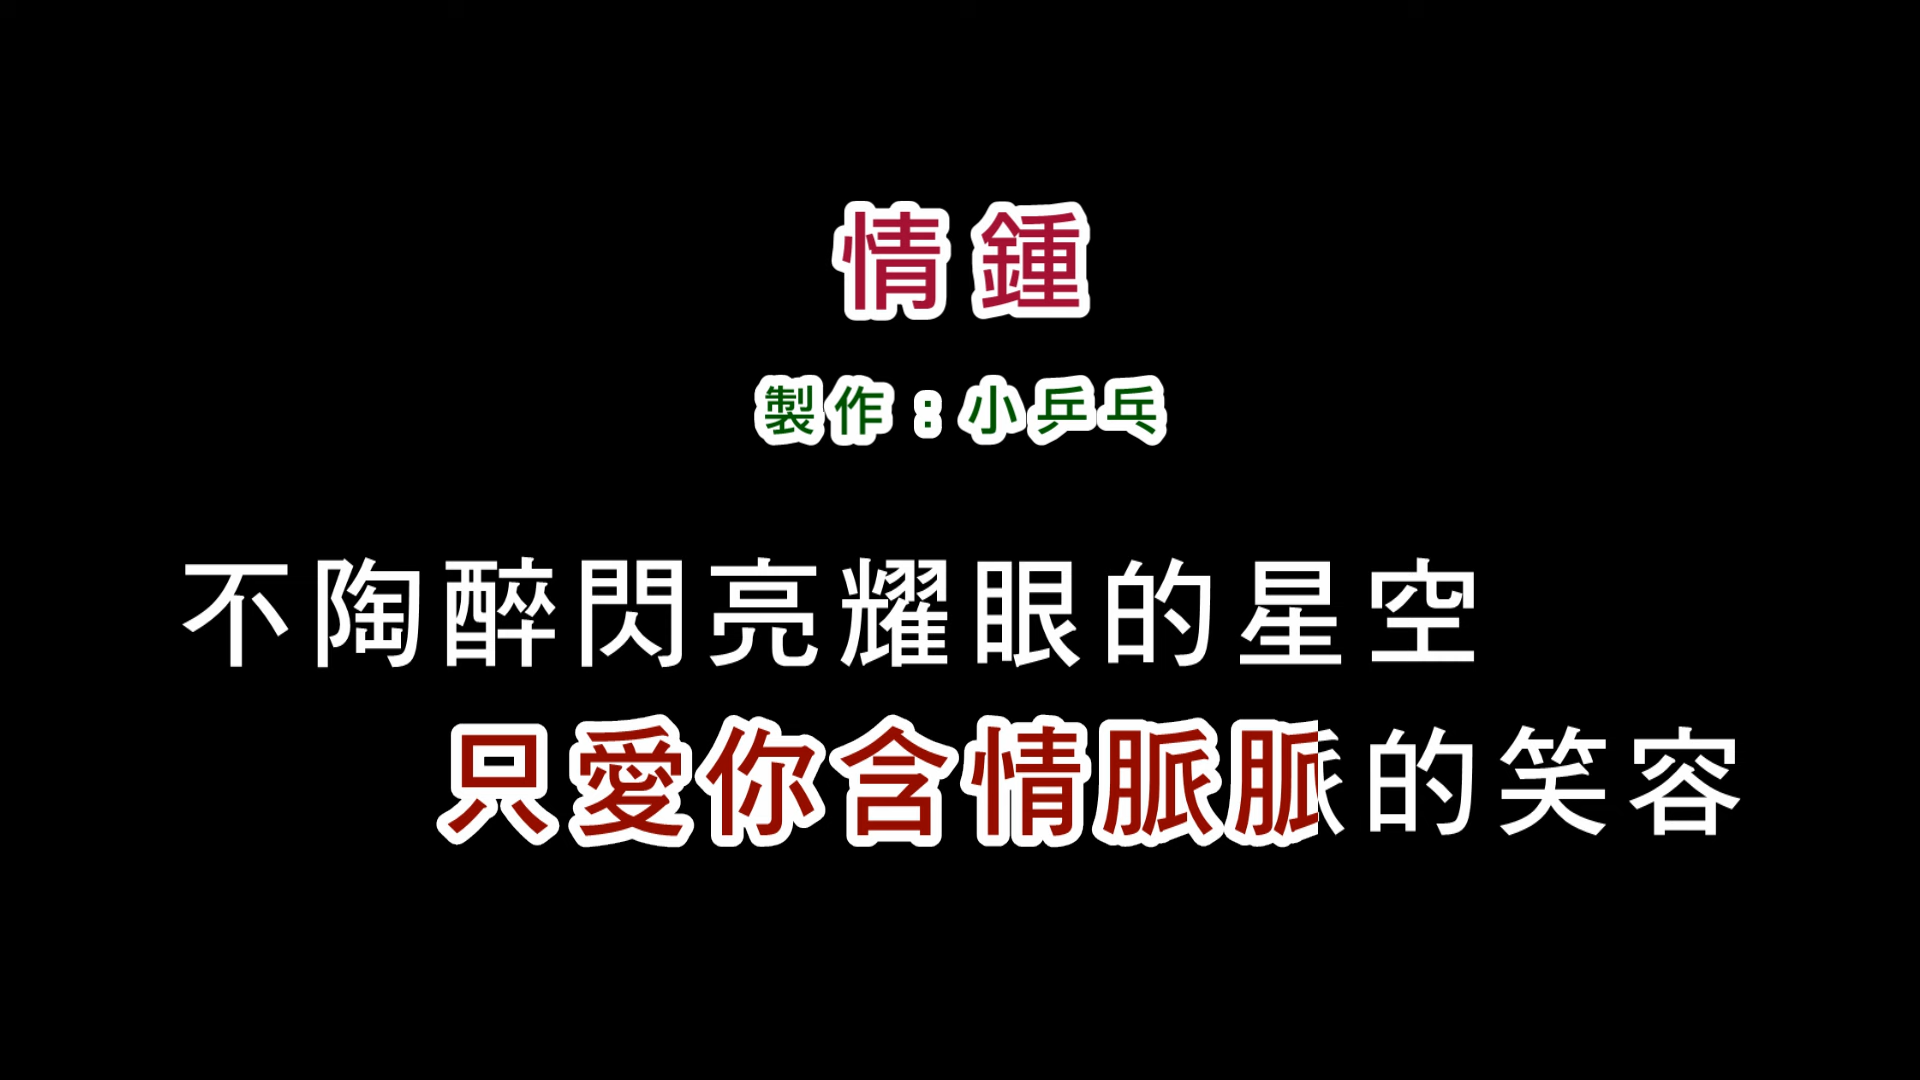 情鍾
製作：小乒乓
不陶醉閃亮耀眼的星空
只愛你含情脈脈的笑容